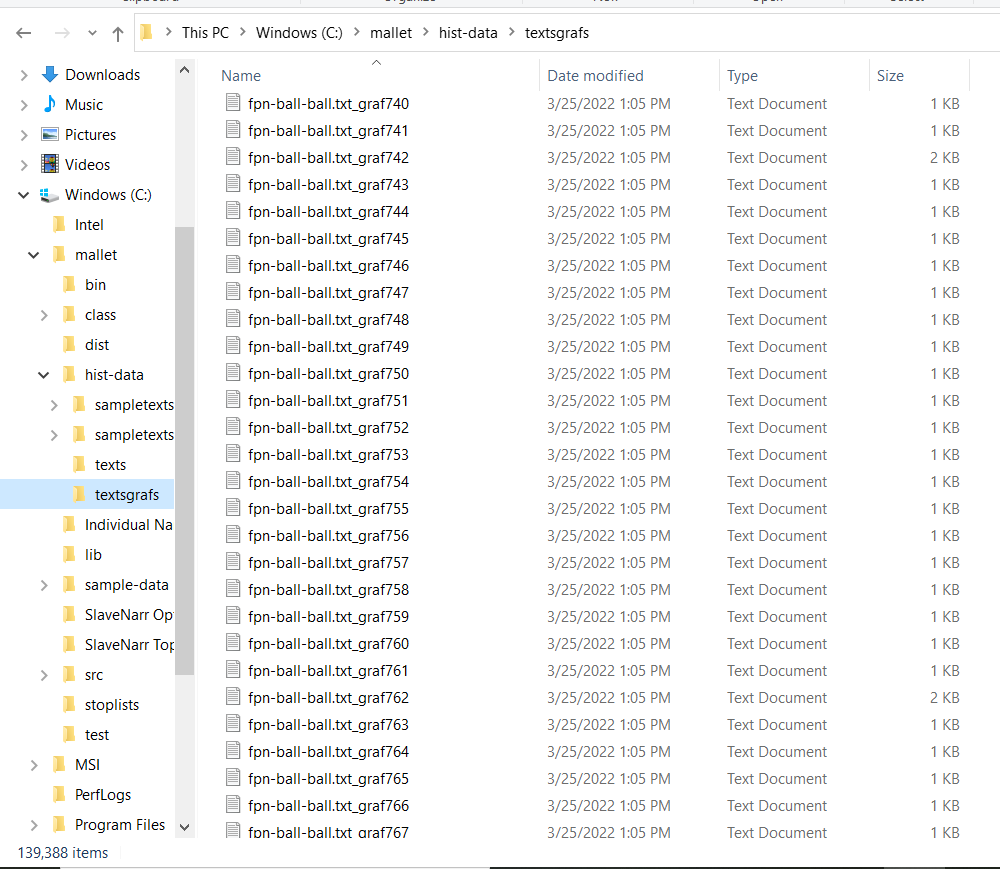 This PC > Windows (C:) > mallet > hist-data > textsgrafs
Downloads
Music
Pictures
Videos
Windows (C:)
Intel
mallet
bin
class
dist
hist-data
sampletexts
sampletexts
texts
textsgrafs
Individual Na
lib
sample-data
SlaveNarr Op
SlaveNarr Top
src
stoplists
test
MSI
PerfLogs
Program Files
Name Date modified Type Size
fpn-ball-ball.txt_graf740 3/25/2022 1:05 PM Text Document 1 KB
fpn-ball-ball.txt_graf741 3/25/2022 1:05 PM Text Document 1 KB
fpn-ball-ball.txt_graf742 3/25/2022 1:05 PM Text Document 2 KB
fpn-ball-ball.txt_graf743 3/25/2022 1:05 PM Text Document 1 KB
fpn-ball-ball.txt_graf744 3/25/2022 1:05 PM Text Document 1 KB
fpn-ball-ball.txt_graf745 3/25/2022 1:05 PM Text Document 1 KB
fpn-ball-ball.txt_graf746 3/25/2022 1:05 PM Text Document 1 KB
fpn-ball-ball.txt_graf747 3/25/2022 1:05 PM Text Document 1 KB
fpn-ball-ball.txt_graf748 3/25/2022 1:05 PM Text Document 1 KB
fpn-ball-ball.txt_graf749 3/25/2022 1:05 PM Text Document 1 KB
fpn-ball-ball.txt_graf750 3/25/2022 1:05 PM Text Document 1 KB
fpn-ball-ball.txt_graf751 3/25/2022 1:05 PM Text Document 1 KB
fpn-ball-ball.txt_graf752 3/25/2022 1:05 PM Text Document 1 KB
fpn-ball-ball.txt_graf753 3/25/2022 1:05 PM Text Document 1 KB
fpn-ball-ball.txt_graf754 3/25/2022 1:05 PM Text Document 1 KB
fpn-ball-ball.txt_graf755 3/25/2022 1:05 PM Text Document 1 KB
fpn-ball-ball.txt_graf756 3/25/2022 1:05 PM Text Document 1 KB
fpn-ball-ball.txt_graf757 3/25/2022 1:05 PM Text Document 1 KB
fpn-ball-ball.txt_graf758 3/25/2022 1:05 PM Text Document 1 KB
fpn-ball-ball.txt_graf759 3/25/2022 1:05 PM Text Document 1 KB
fpn-ball-ball.txt_graf760 3/25/2022 1:05 PM Text Document 1 KB
fpn-ball-ball.txt_graf761 3/25/2022 1:05 PM Text Document 1 KB
fpn-ball-ball.txt_graf762 3/25/2022 1:05 PM Text Document 2 KB
fpn-ball-ball.txt_graf763 3/25/2022 1:05 PM Text Document 1 KB
fpn-ball-ball.txt_graf764 3/25/2022 1:05 PM Text Document 1 KB
fpn-ball-ball.txt_graf765 3/25/2022 1:05 PM Text Document 1 KB
fpn-ball-ball.txt_graf766 3/25/2022 1:05 PM Text Document 1 KB
fpn-ball-ball.txt_graf767 3/25/2022 1:05 PM Text Document 1 KB
139,388 items